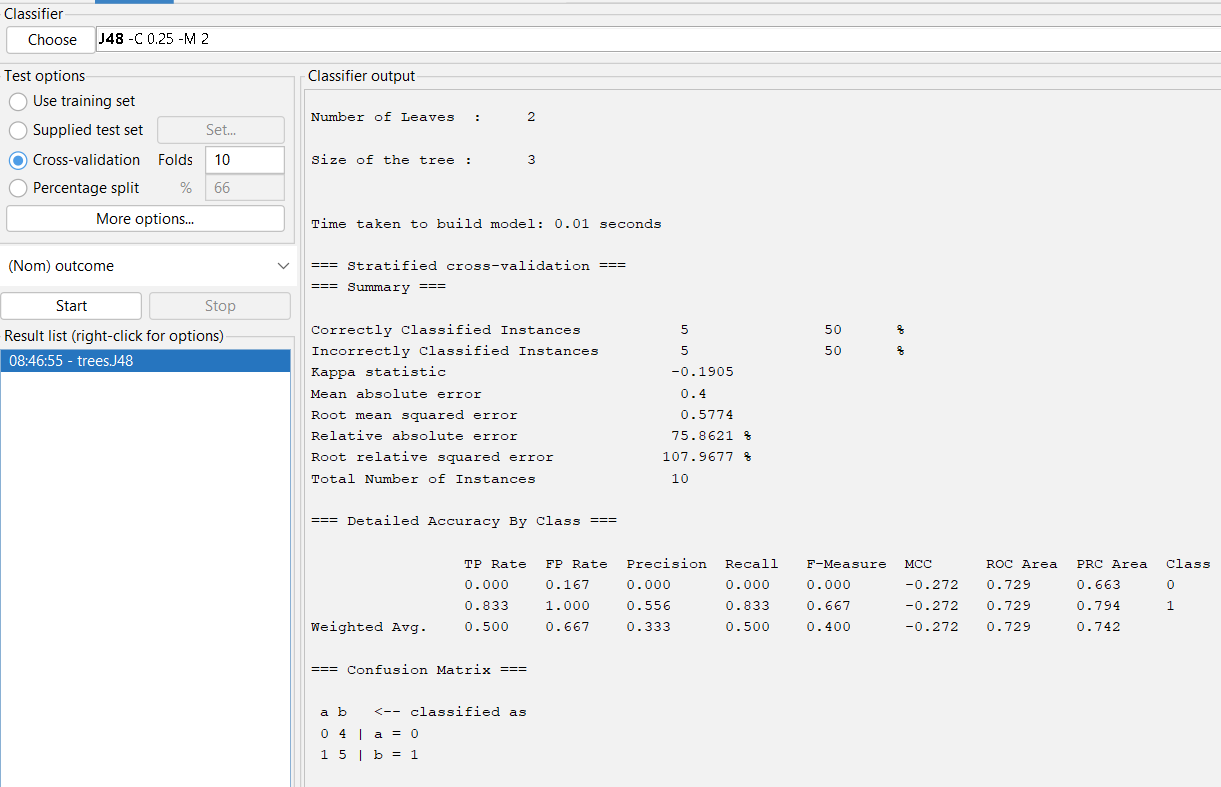 Classifier
Choose J48 -C 0.25 -M 2
Test options
Use training set
Supplied test set Set...
Cross-validation Folds 10
Percentage split % 66
More options...
(Nom) outcome
Start Stop
Result list (right-click for options)
08:46:55 - trees.J48
Classifier output
Number of Leaves : 2
Size of the tree : 3
Time taken to build model: 0.01 seconds
=== Stratified cross-validation ===
=== Summary ===
Correctly Classified Instances 5 50 %
Incorrectly Classified Instances 5 50 %
Kappa statistic -0.1905
Mean absolute error 0.4
Root mean squared error 0.5774
Relative absolute error 75.8621 %
Root relative squared error 107.9677 %
Total Number of Instances 10
=== Detailed Accuracy By Class ===
TP Rate FP Rate Precision Recall F-Measure MCC ROC Area PRC Area Class
0.000 0.167 0.000 0.000 0.000 -0.272 0.729 0.663 0
0.833 1.000 0.556 0.833 0.667 -0.272 0.729 0.794 1
Weighted Avg. 0.500 0.667 0.333 0.500 0.400 -0.272 0.729 0.742
=== Confusion Matrix ===
a b <-- classified as
0 4 | a = 0
1 5 | b = 1